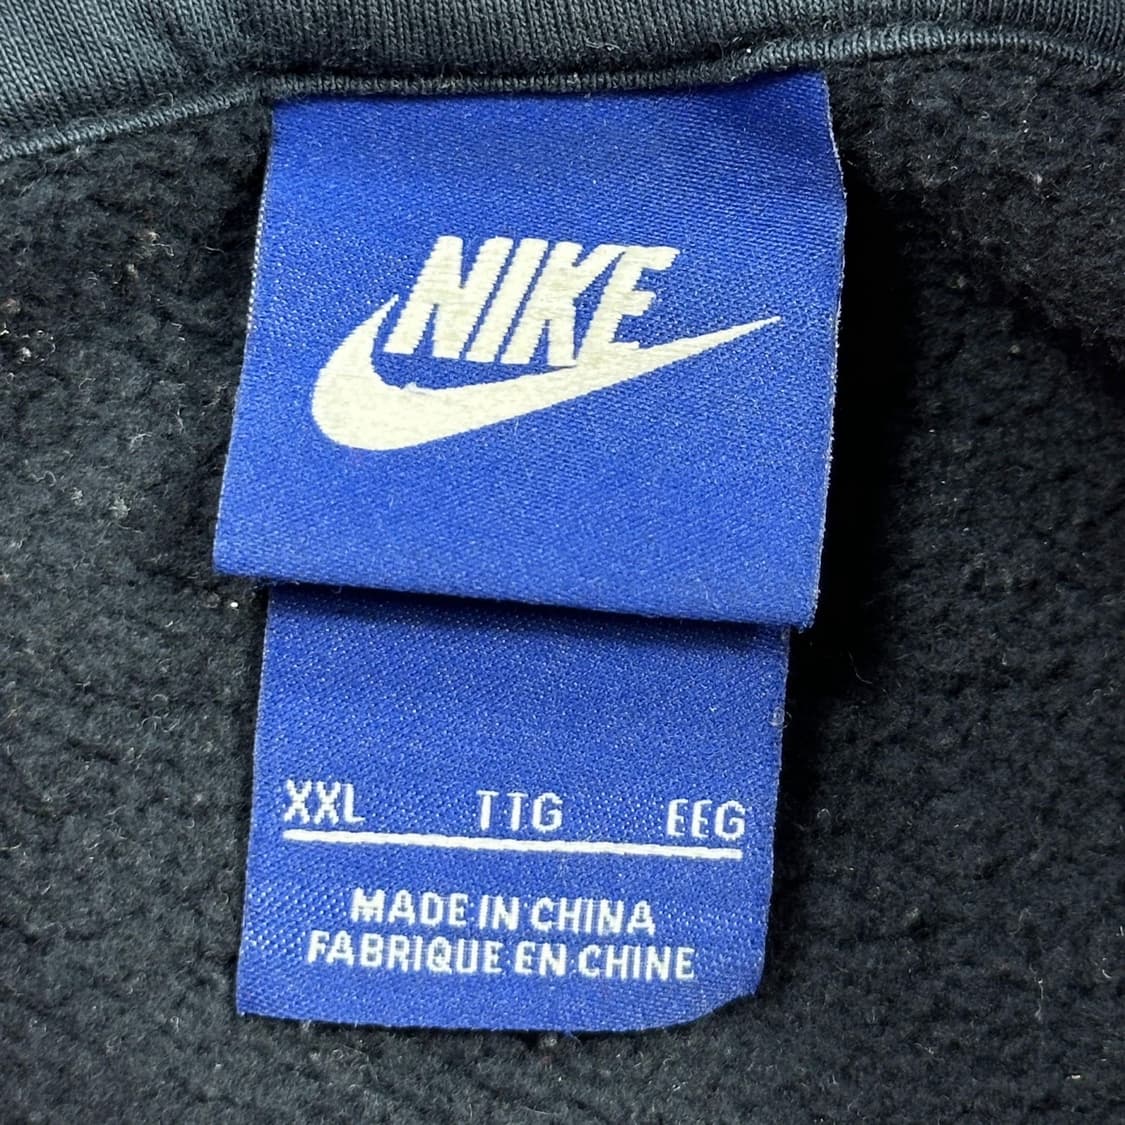 NIKE
XXL TTG EEG
MADE IN CHINA
FABRIQUE EN CHINE